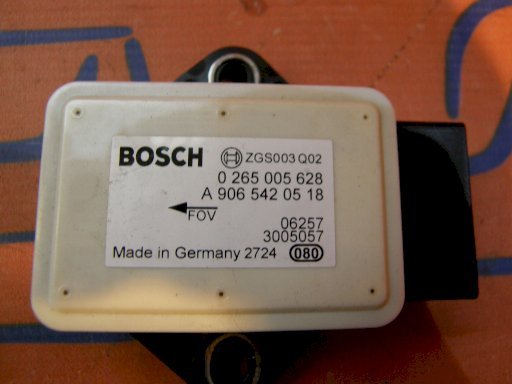 BOSCH ZGS003 Q02
0 265 005 628
A 906 542 05 18
FOV
06257
3005057
Made in Germany 2724 080